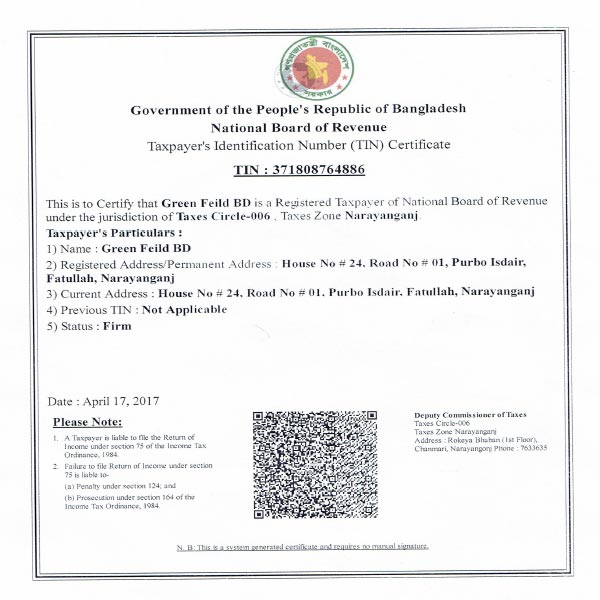 গণপ্রজাতন্ত্রী বাংলাদেশ
সরকার
Government of the People's Republic of Bangladesh
National Board of Revenue
Taxpayer's Identification Number (TIN) Certificate
TIN : 371808764886
This is to Certify that Green Feild BD is a Registered Taxpayer of National Board of Revenue
under the jurisdiction of Taxes Circle-006 , Taxes Zone Narayanganj.
Taxpayer's Particulars :
1) Name : Green Feild BD
2) Registered Address/Permanent Address : House No # 24, Road No # 01, Purbo Isdair,
Fatullah, Narayanganj
3) Current Address : House No # 24, Road No # 01, Purbo Isdair, Fatullah, Narayanganj
4) Previous TIN : Not Applicable
5) Status : Firm
Date : April 17, 2017
Please Note:
1. A Taxpayer is liable to file the Return of
Income under section 75 of the Income Tax
Ordinance, 1984.
2. Failure to file Return of Income under section
75 is liable to-
(a) Penalty under section 124; and
(b) Prosecution under section 164 of the
Income Tax Ordinance, 1984.
Deputy Commissioner of Taxes
Taxes Circle-006
Taxes Zone Narayanganj
Address : Rokeya Bhaban (1st Floor),
Chanmari, Narayangonj Phone : 7633635
N. B: This is a system generated certificate and requires no manual signature.